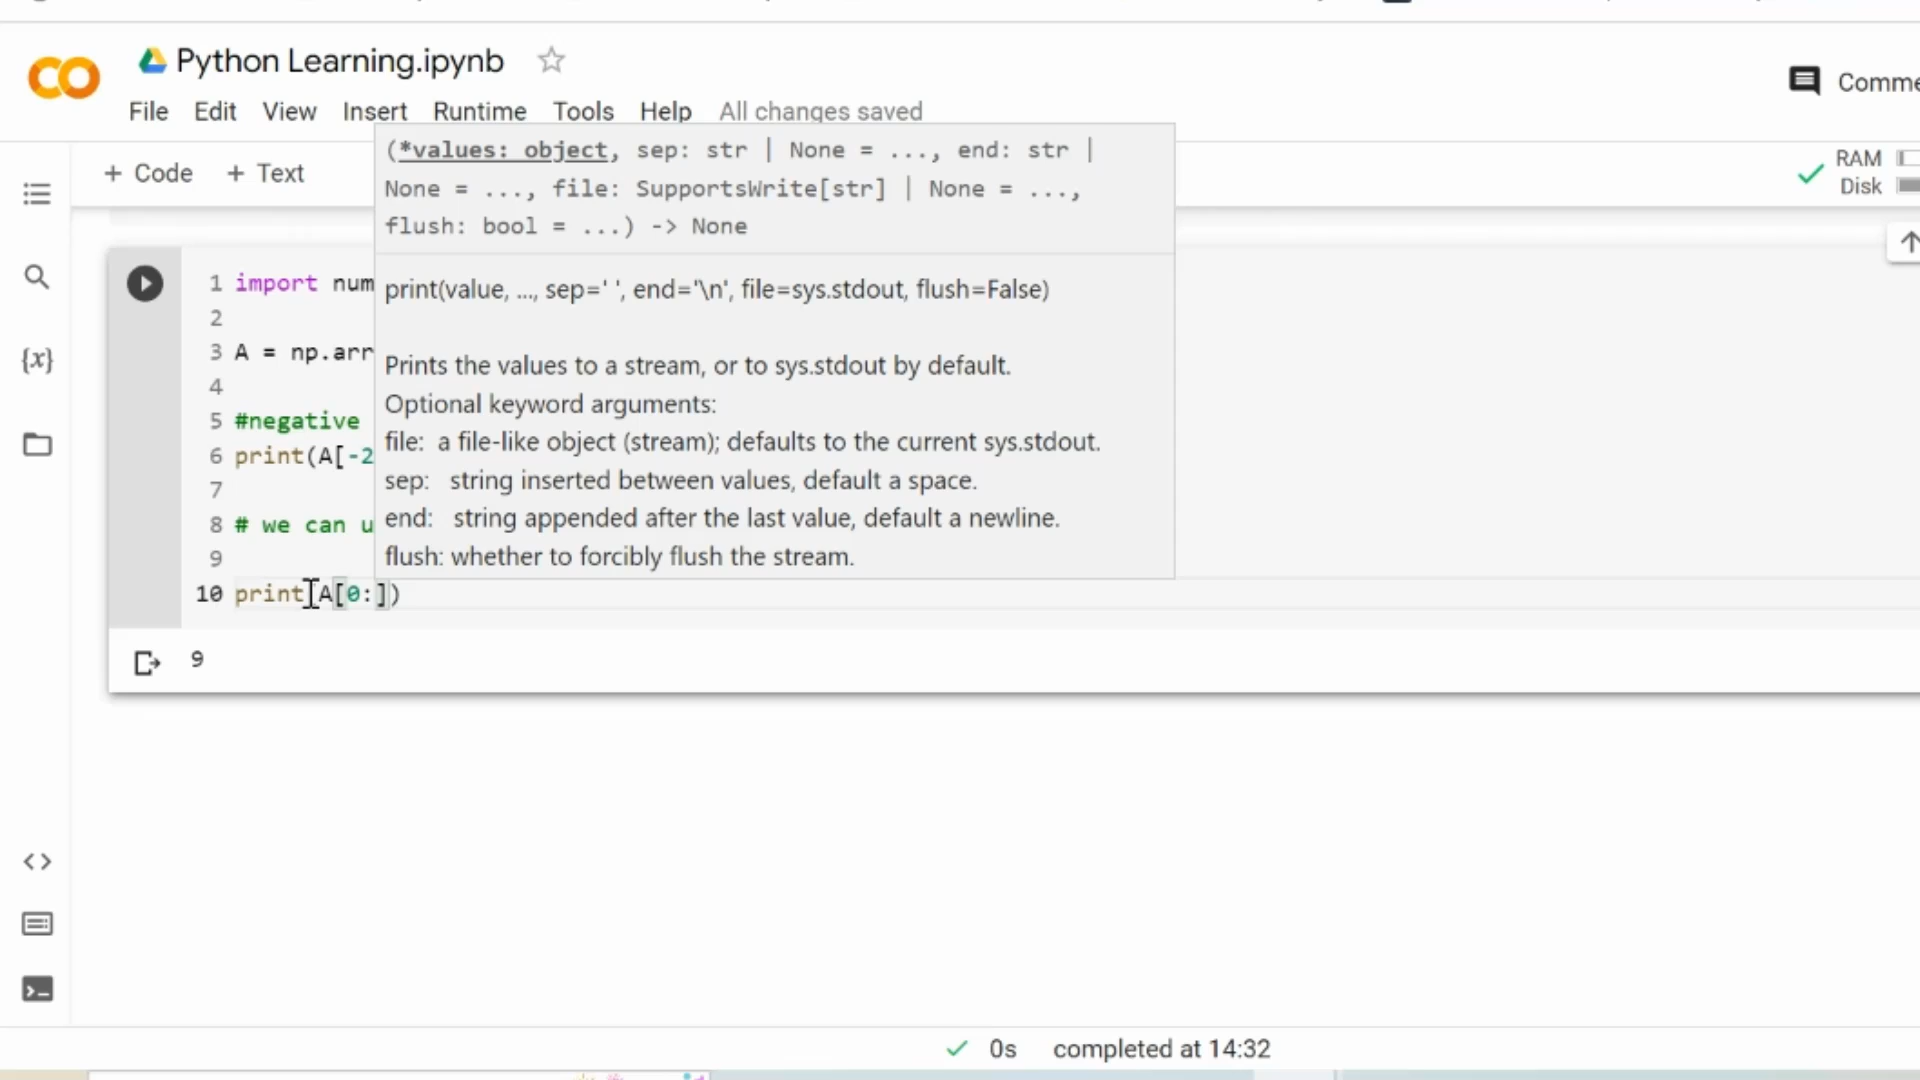 Python Learning.ipynb
Comme
File Edit View Insert Runtime Tools Help All changes saved
(*values: object, sep: str | None = ..., end: str |
None = ..., file: SupportsWrite[str] | None = ...,
flush: bool = ...) -> None
+ Code + Text
RAM
Disk
print(value, ..., sep=' ', end='\n', file=sys.stdout, flush=False)
Prints the values to a stream, or to sys.stdout by default.
Optional keyword arguments:
file: a file-like object (stream); defaults to the current sys.stdout.
sep: string inserted between values, default a space.
end: string appended after the last value, default a newline.
flush: whether to forcibly flush the stream.
{x}
1 import num
2
3 A = np.arr
4
5 #negative
6 print(A[-2
7
8 # we can u
9
10 print(A[0:])
9
0s completed at 14:32